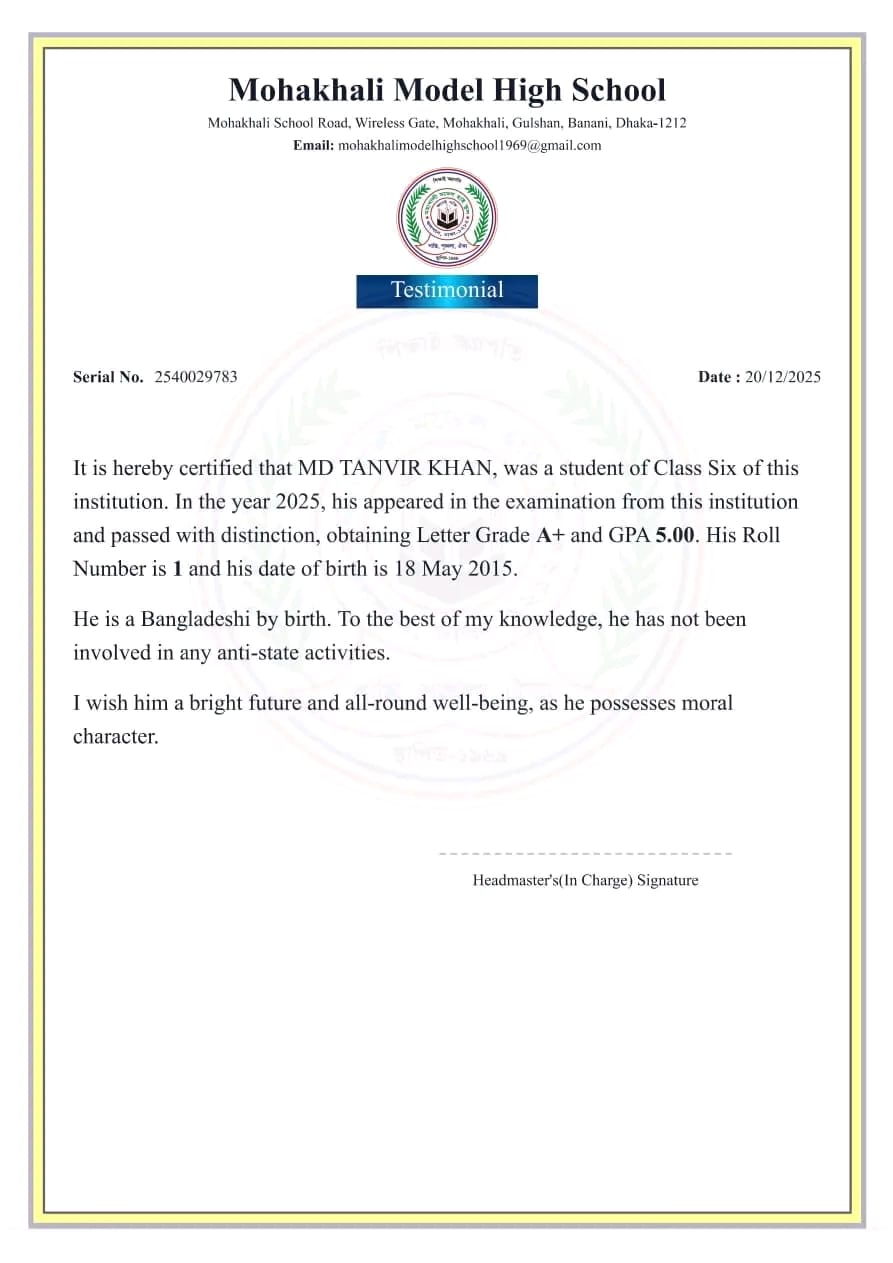 Mohakhali Model High School
Mohakhali School Road, Wireless Gate, Mohakhali, Gulshan, Banani, Dhaka-1212
Email: mohakhalimodelhighschool1969@gmail.com
Testimonial
Serial No. 2540029783
Date : 20/12/2025
It is hereby certified that MD TANVIR KHAN, was a student of Class Six of this
institution. In the year 2025, his appeared in the examination from this institution
and passed with distinction, obtaining Letter Grade A+ and GPA 5.00. His Roll
Number is 1 and his date of birth is 18 May 2015.
He is a Bangladeshi by birth. To the best of my knowledge, he has not been
involved in any anti-state activities.
I wish him a bright future and all-round well-being, as he possesses moral
character.
Headmaster's(In Charge) Signature